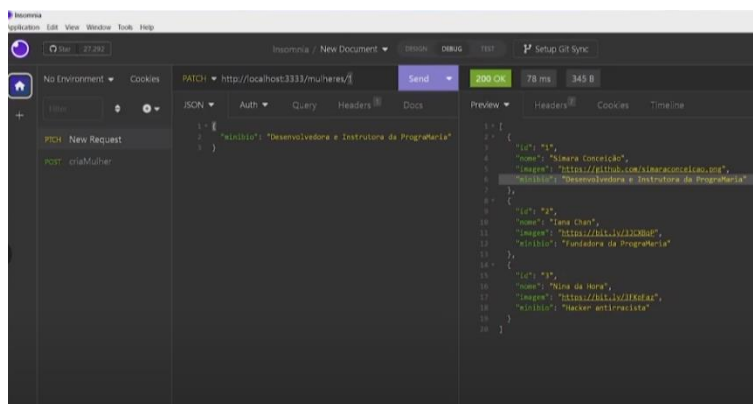 Insomnia
Application Edit View Window Tools Help
Star 27.292
Insomnia / New Document
DESIGN DEBUG TEST
Setup Git Sync
No Environment Cookies
PATCH http://localhost:3333/mulheres/1
Send
200 OK 78 ms 345 B
Filter
JSON Auth Query Headers 1 Docs
Preview Headers 7 Cookies Timeline
PTCH New Request
POST criaMulher
1 {
2 "minibio": "Desenvolvedora e Instrutora da PrograMaria"
3 }
1 [
2 {
3 "id": "1",
4 "nome": "Simara Conceição",
5 "imagem": "https://github.com/simaraconceicao.png",
6 "minibio": "Desenvolvedora e Instrutora da PrograMaria"
7 },
8 {
9 "id": "2",
10 "nome": "Iana Chan",
11 "imagem": "https://bit.ly/3JCXBqP",
12 "minibio": "Fundadora da PrograMaria"
13 },
14 {
15 "id": "3",
16 "nome": "Nina da Hora",
17 "imagem": "https://bit.ly/3FKpFaz",
18 "minibio": "Hacker antirracista"
19 }
20 ]